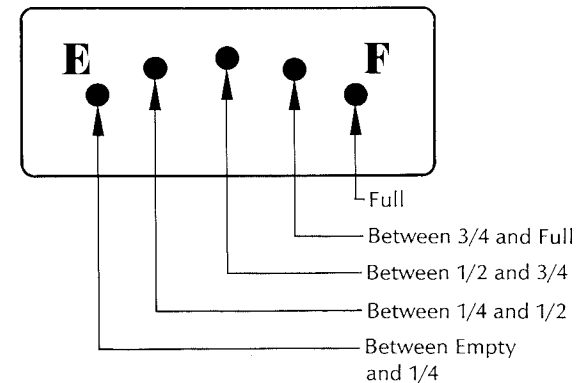 E F
Full
Between 3/4 and Full
Between 1/2 and 3/4
Between 1/4 and 1/2
Between Empty
and 1/4